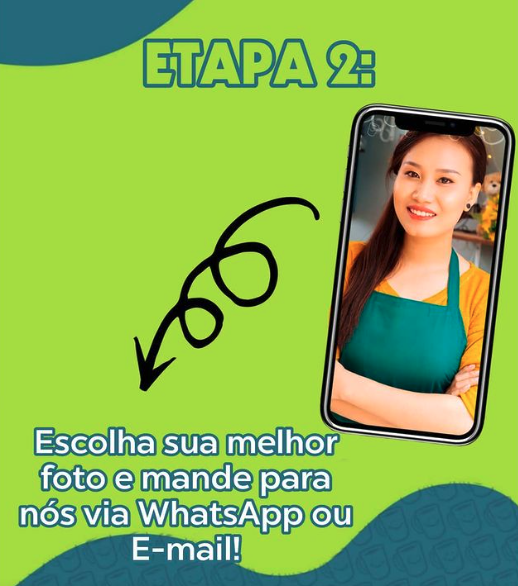 ETAPA 2:
Escolha sua melhor
foto e mande para
nós via WhatsApp ou
E-mail!